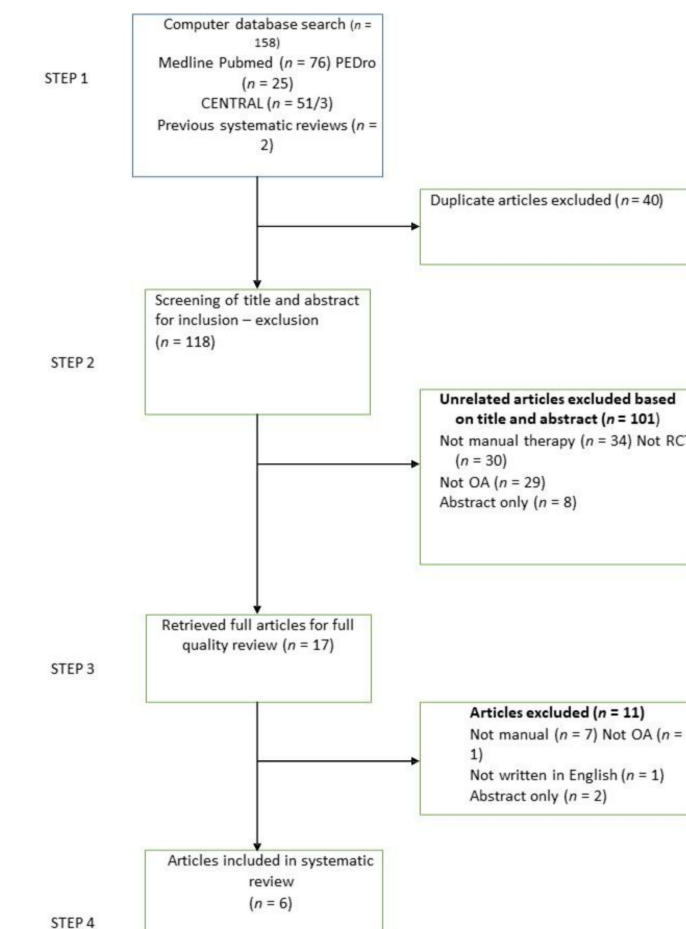 Computer database search (n =
158)
Medline Pubmed (n = 76) PEDro
(n = 25)
CENTRAL (n = 51/3)
Previous systematic reviews (n =
2)
STEP 1
Duplicate articles excluded (n = 40)
Screening of title and abstract
for inclusion – exclusion
(n = 118)
STEP 2
Unrelated articles excluded based
on title and abstract (n = 101)
Not manual therapy (n = 34) Not RCT
(n = 30)
Not OA (n = 29)
Abstract only (n = 8)
Retrieved full articles for full
quality review (n = 17)
STEP 3
Articles excluded (n = 11)
Not manual (n = 7) Not OA (n =
1)
Not written in English (n = 1)
Abstract only (n = 2)
Articles included in systematic
review
(n = 6)
STEP 4